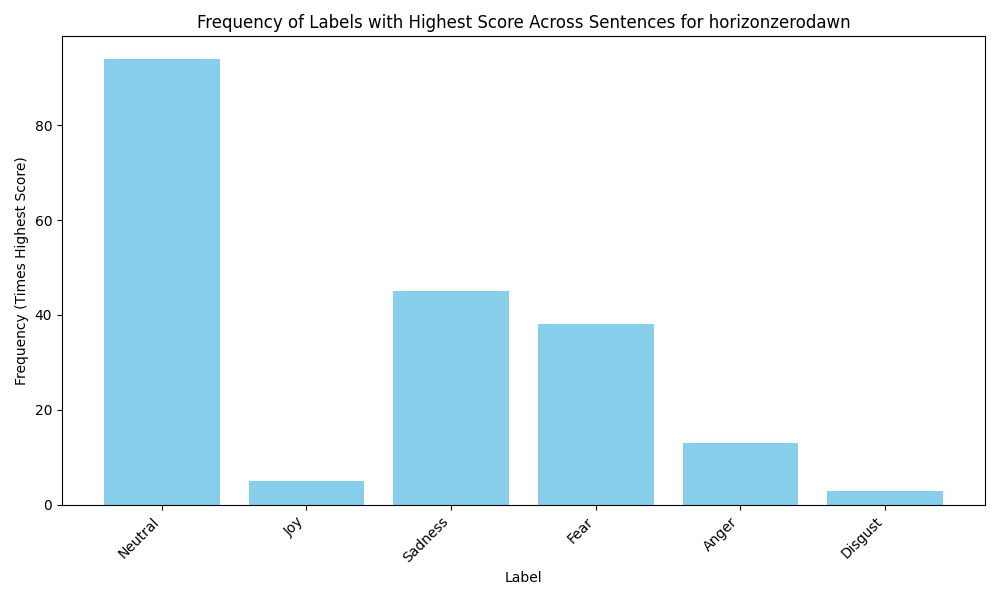 Frequency of Labels with Highest Score Across Sentences for horizonzerodawn
Frequency (Times Highest Score)
80
60
40
20
0
Neutral
Joy
Sadness
Fear
Anger
Disgust
Label